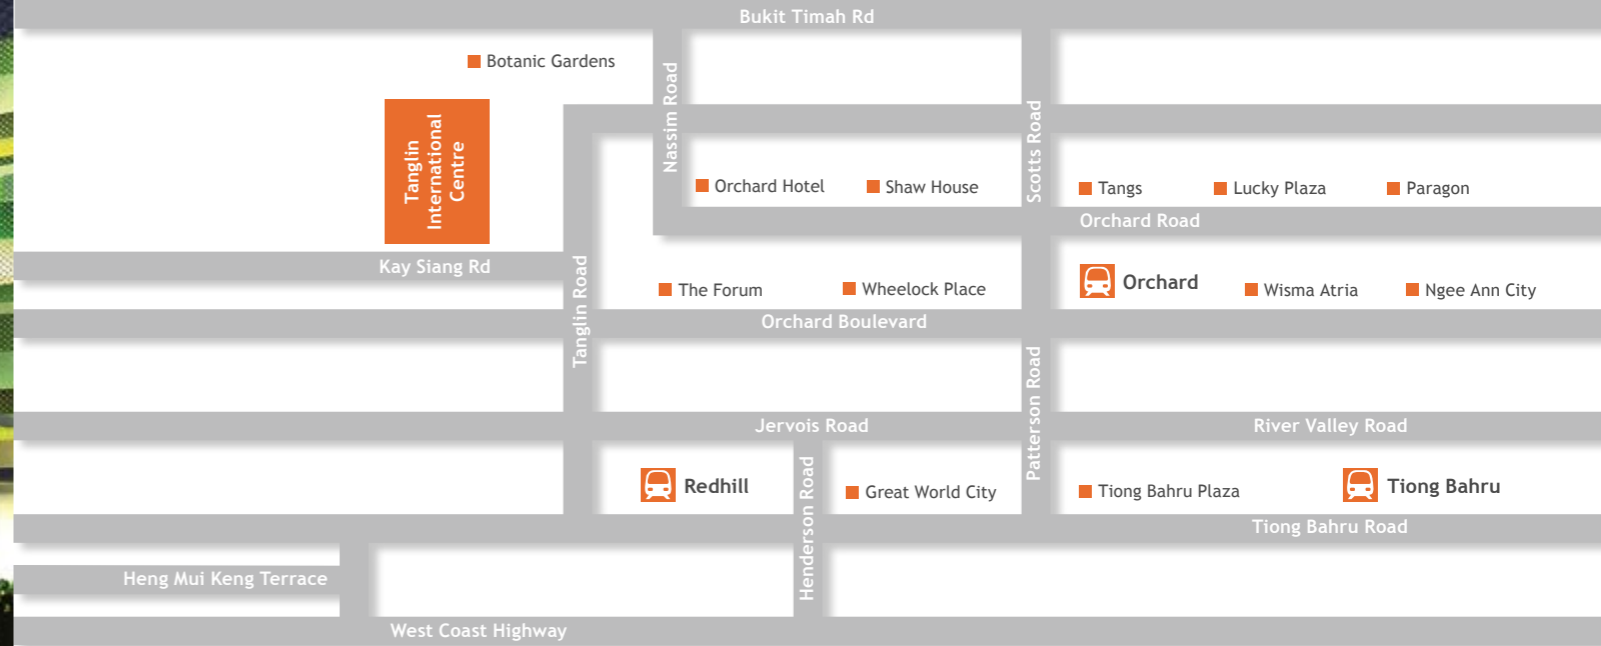 Bukit Timah Rd
Botanic Gardens
Nassim Road
Scotts Road
Tanglin
International
Centre
Orchard Hotel
Shaw House
Tangs
Lucky Plaza
Paragon
Orchard Road
Kay Siang Rd
Tanglin Road
The Forum
Wheelock Place
Orchard
Wisma Atria
Ngee Ann City
Orchard Boulevard
Patterson Road
Jervois Road
River Valley Road
Redhill
Henderson Road
Great World City
Tiong Bahru Plaza
Tiong Bahru
Tiong Bahru Road
Heng Mui Keng Terrace
West Coast Highway